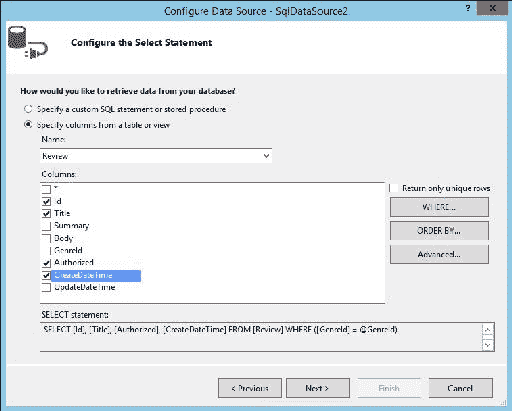 Configure Data Source - SqlDataSource2
?
Configure the Select Statement
How would you like to retrieve data from your database?
Specify a custom SQL statement or stored procedure
Specify columns from a table or view
Name:
Review
Columns:
*
Id
Title
Summary
Body
GenreId
Authorized
CreateDateTime
UpdateDateTime
Return only unique rows
WHERE...
ORDER BY...
Advanced...
SELECT statement:
SELECT [Id], [Title], [Authorized], [CreateDateTime] FROM [Review] WHERE ([GenreId] = @GenreId)
< Previous
Next >
Finish
Cancel